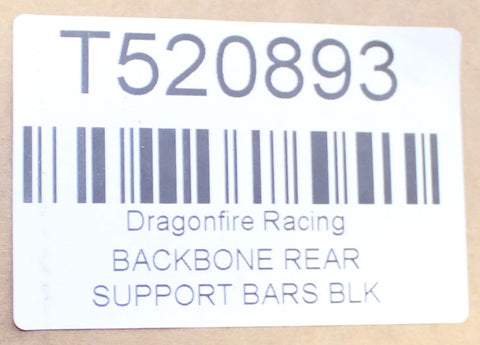 T520893
Dragonfire Racing
BACKBONE REAR
SUPPORT BARS BLK